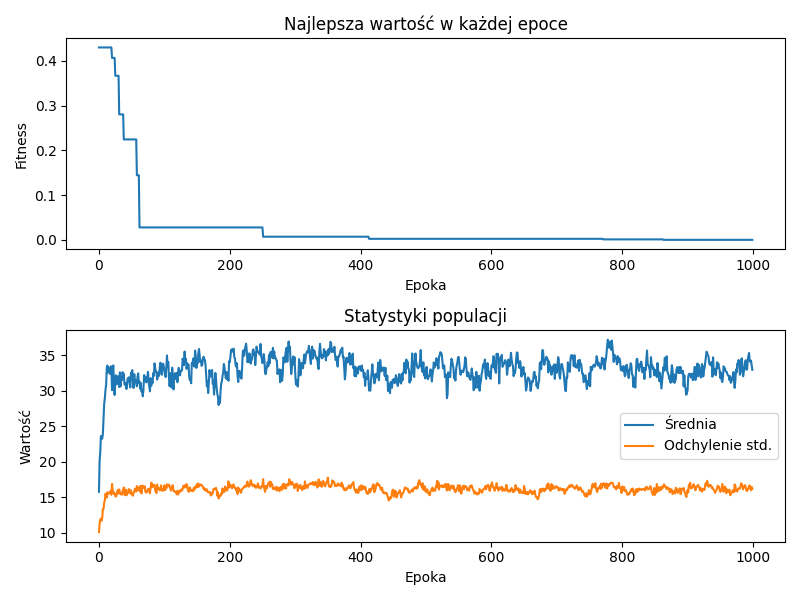 Najlepsza wartość w każdej epoce
Fitness
0.4
0.3
0.2
0.1
0.0
0 200 400 600 800 1000
Epoka
Statystyki populacji
Wartość
35
30
25
20
15
10
Średnia
Odchylenie std.
0 200 400 600 800 1000
Epoka